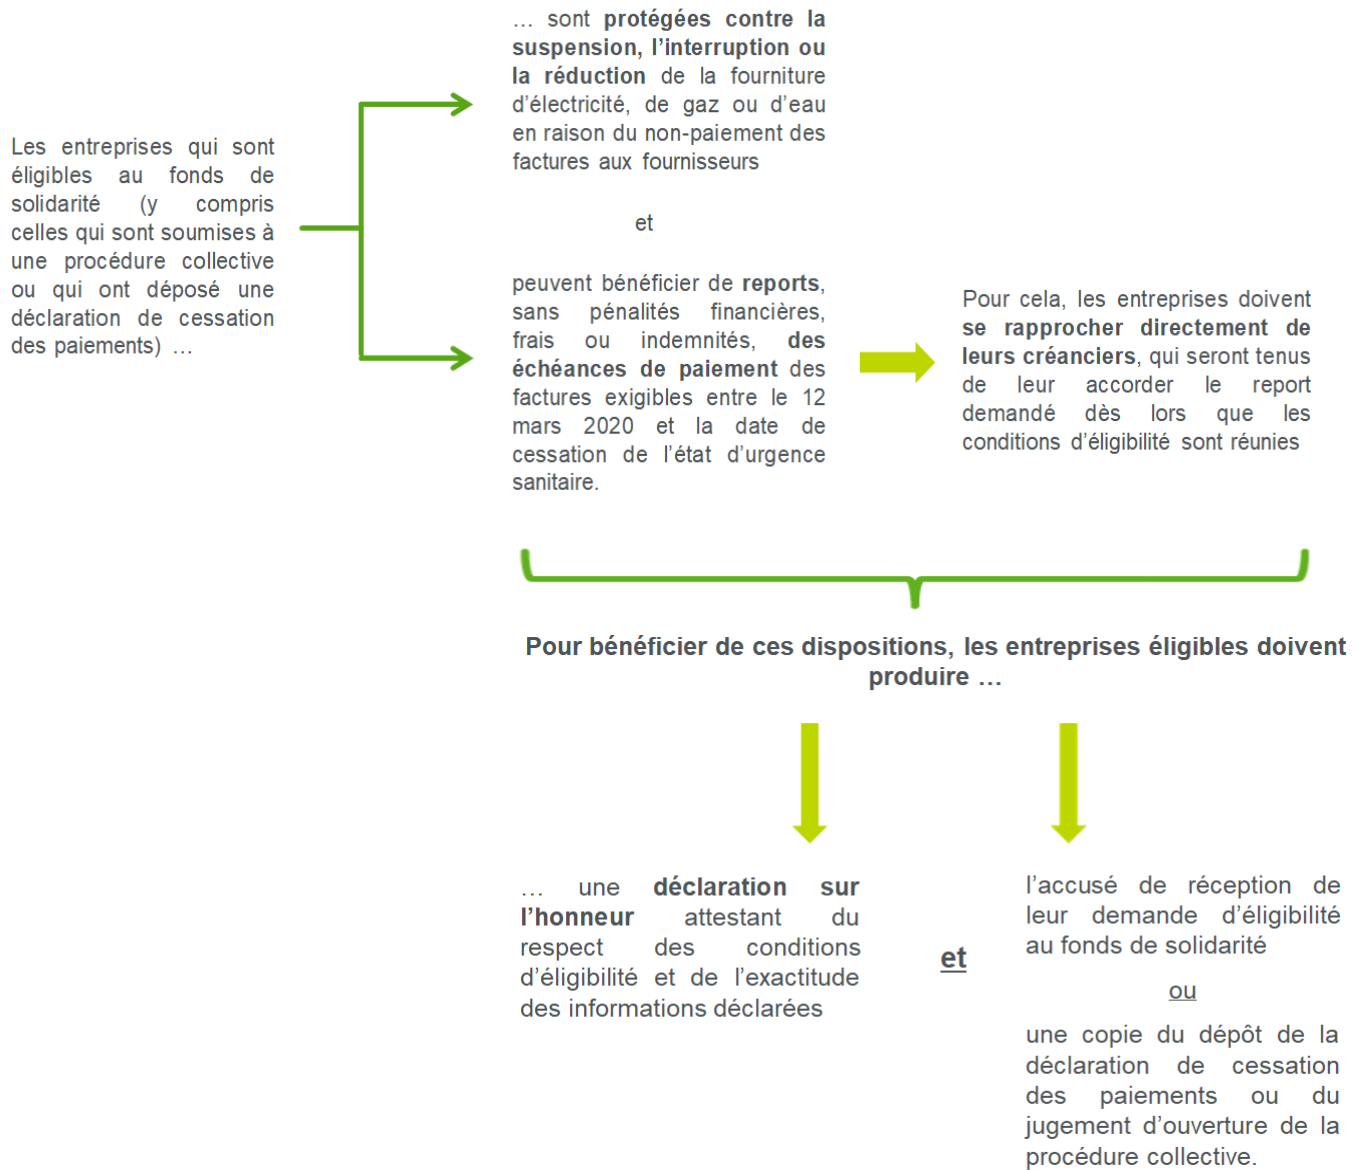 Les entreprises qui sont
éligibles au fonds de
solidarité (y compris
celles qui sont soumises à
une procédure collective
ou qui ont déposé une
déclaration de cessation
des paiements) …
… sont protégées contre la
suspension, l’interruption ou
la réduction de la fourniture
d’électricité, de gaz ou d’eau
en raison du non-paiement des
factures aux fournisseurs
et
peuvent bénéficier de reports,
sans pénalités financières,
frais ou indemnités, des
échéances de paiement des
factures exigibles entre le 12
mars 2020 et la date de
cessation de l’état d’urgence
sanitaire.
Pour cela, les entreprises doivent
se rapprocher directement de
leurs créanciers, qui seront tenus
de leur accorder le report
demandé dès lors que les
conditions d’éligibilité sont réunies
Pour bénéficier de ces dispositions, les entreprises éligibles doivent
produire …
… une déclaration sur
l’honneur attestant du
respect des conditions
d’éligibilité et de l’exactitude
des informations déclarées
et
l’accusé de réception de
leur demande d’éligibilité
au fonds de solidarité
ou
une copie du dépôt de la
déclaration de cessation
des paiements ou du
jugement d’ouverture de la
procédure collective.